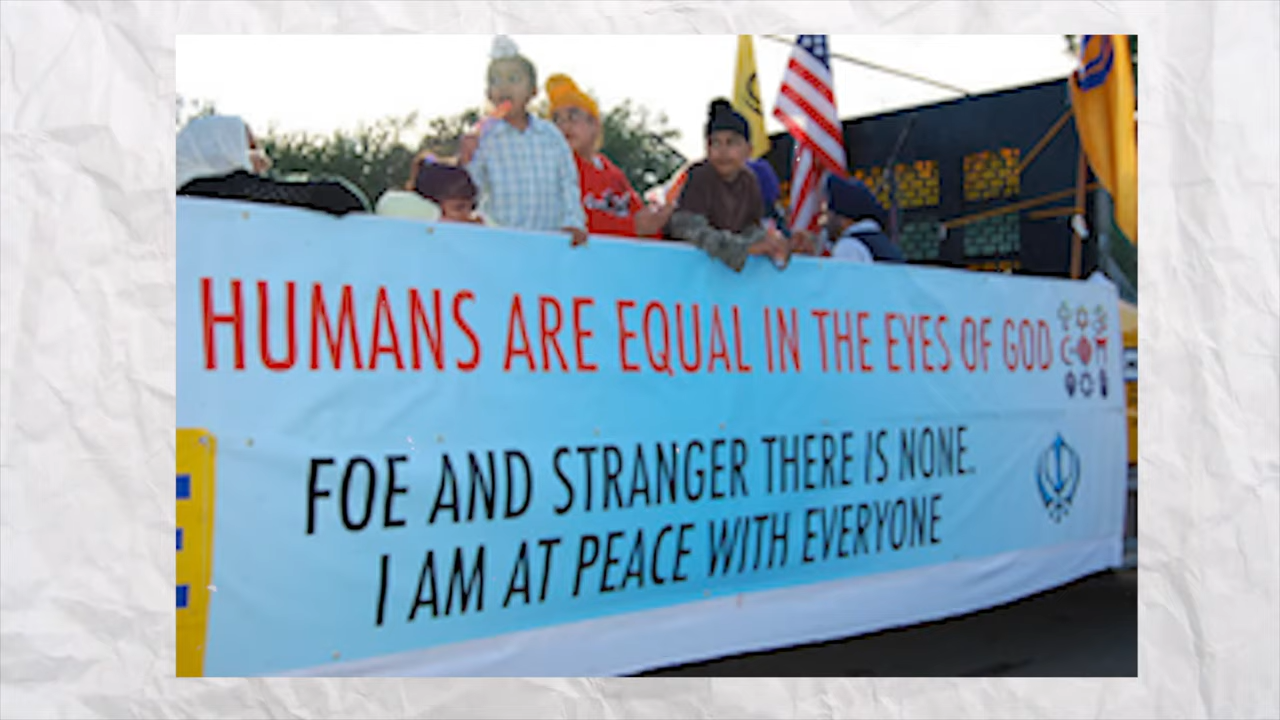 HUMANS ARE EQUAL IN THE EYES OF GOD
FOE AND STRANGER THERE IS NONE.
I AM AT PEACE WITH EVERYONE